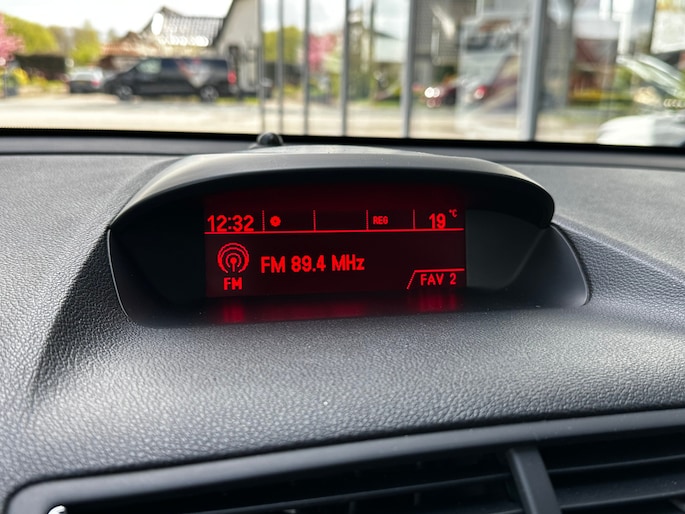 12:32 REG 19 °C
FM 89.4 MHz
FM FAV 2